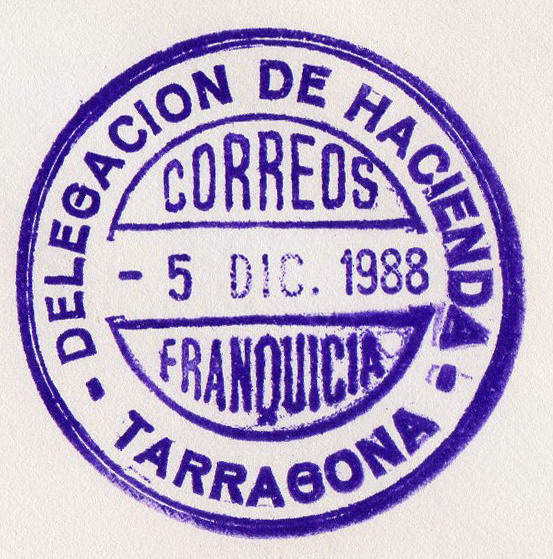 DELEGACION DE HACIENDA
CORREOS
- 5 DIC. 1988
FRANQUICIA
- TARRAGONA -